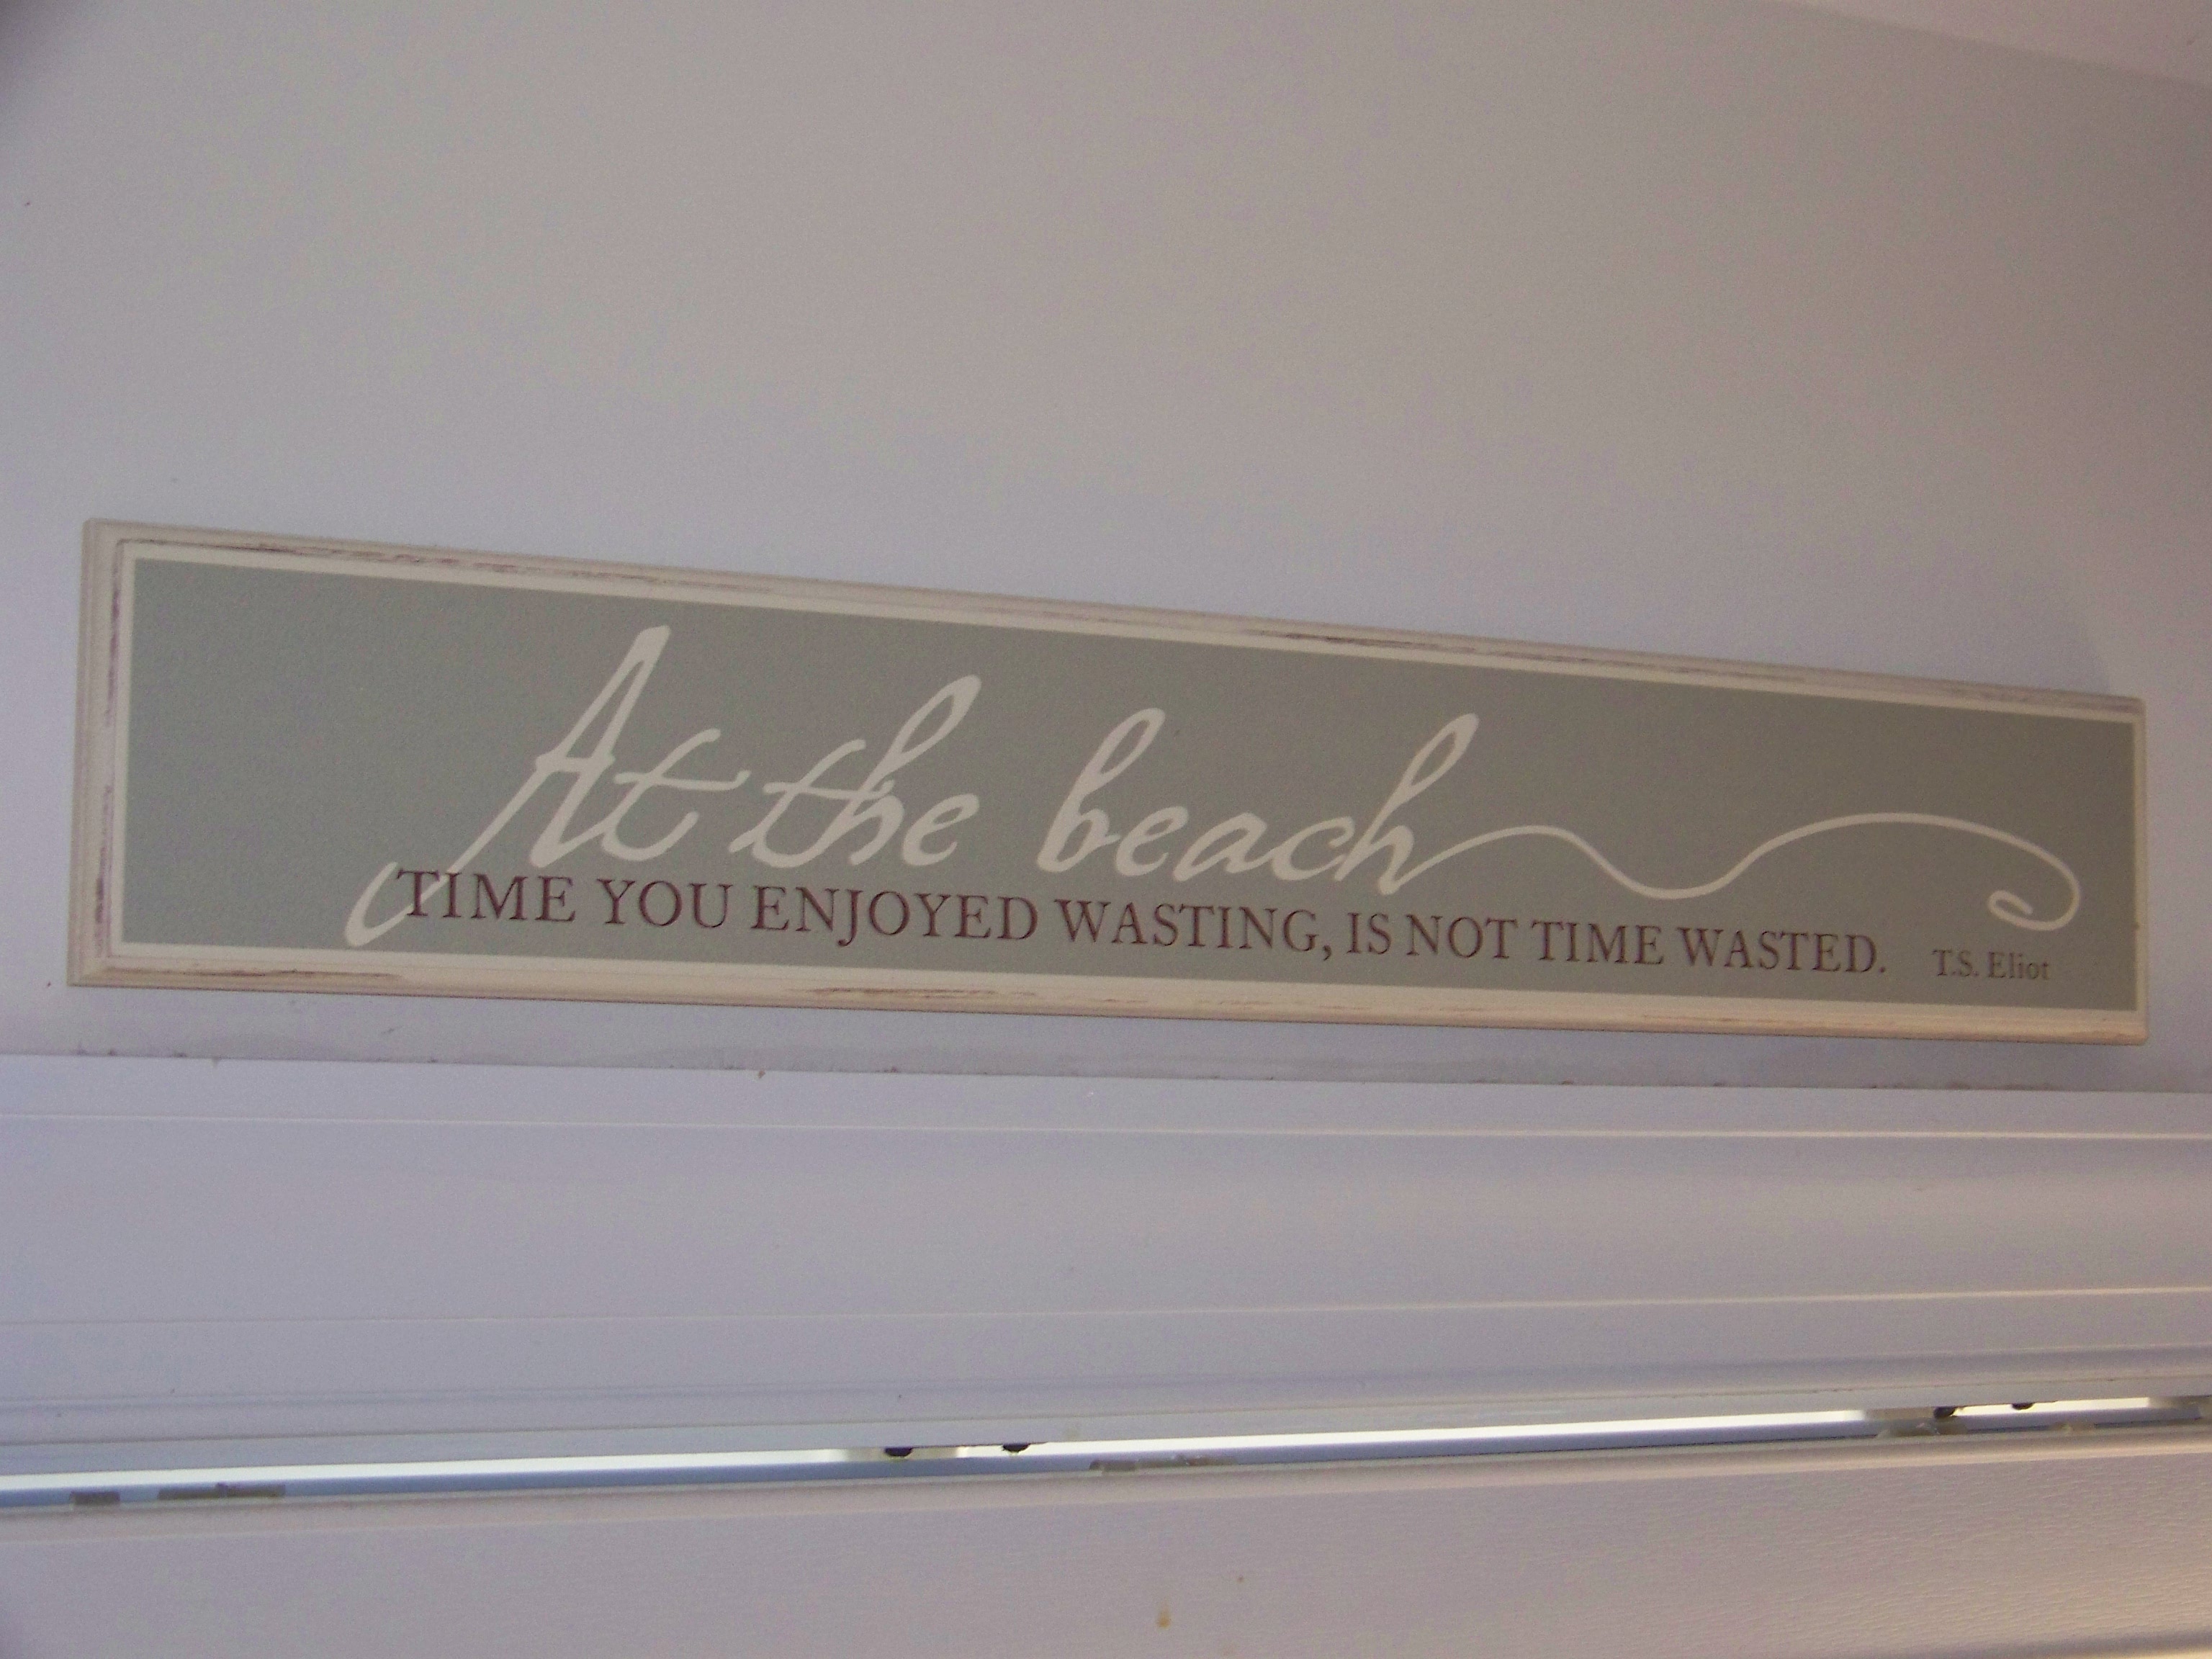 At the beach
TIME YOU ENJOYED WASTING, IS NOT TIME WASTED. T.S. Eliot